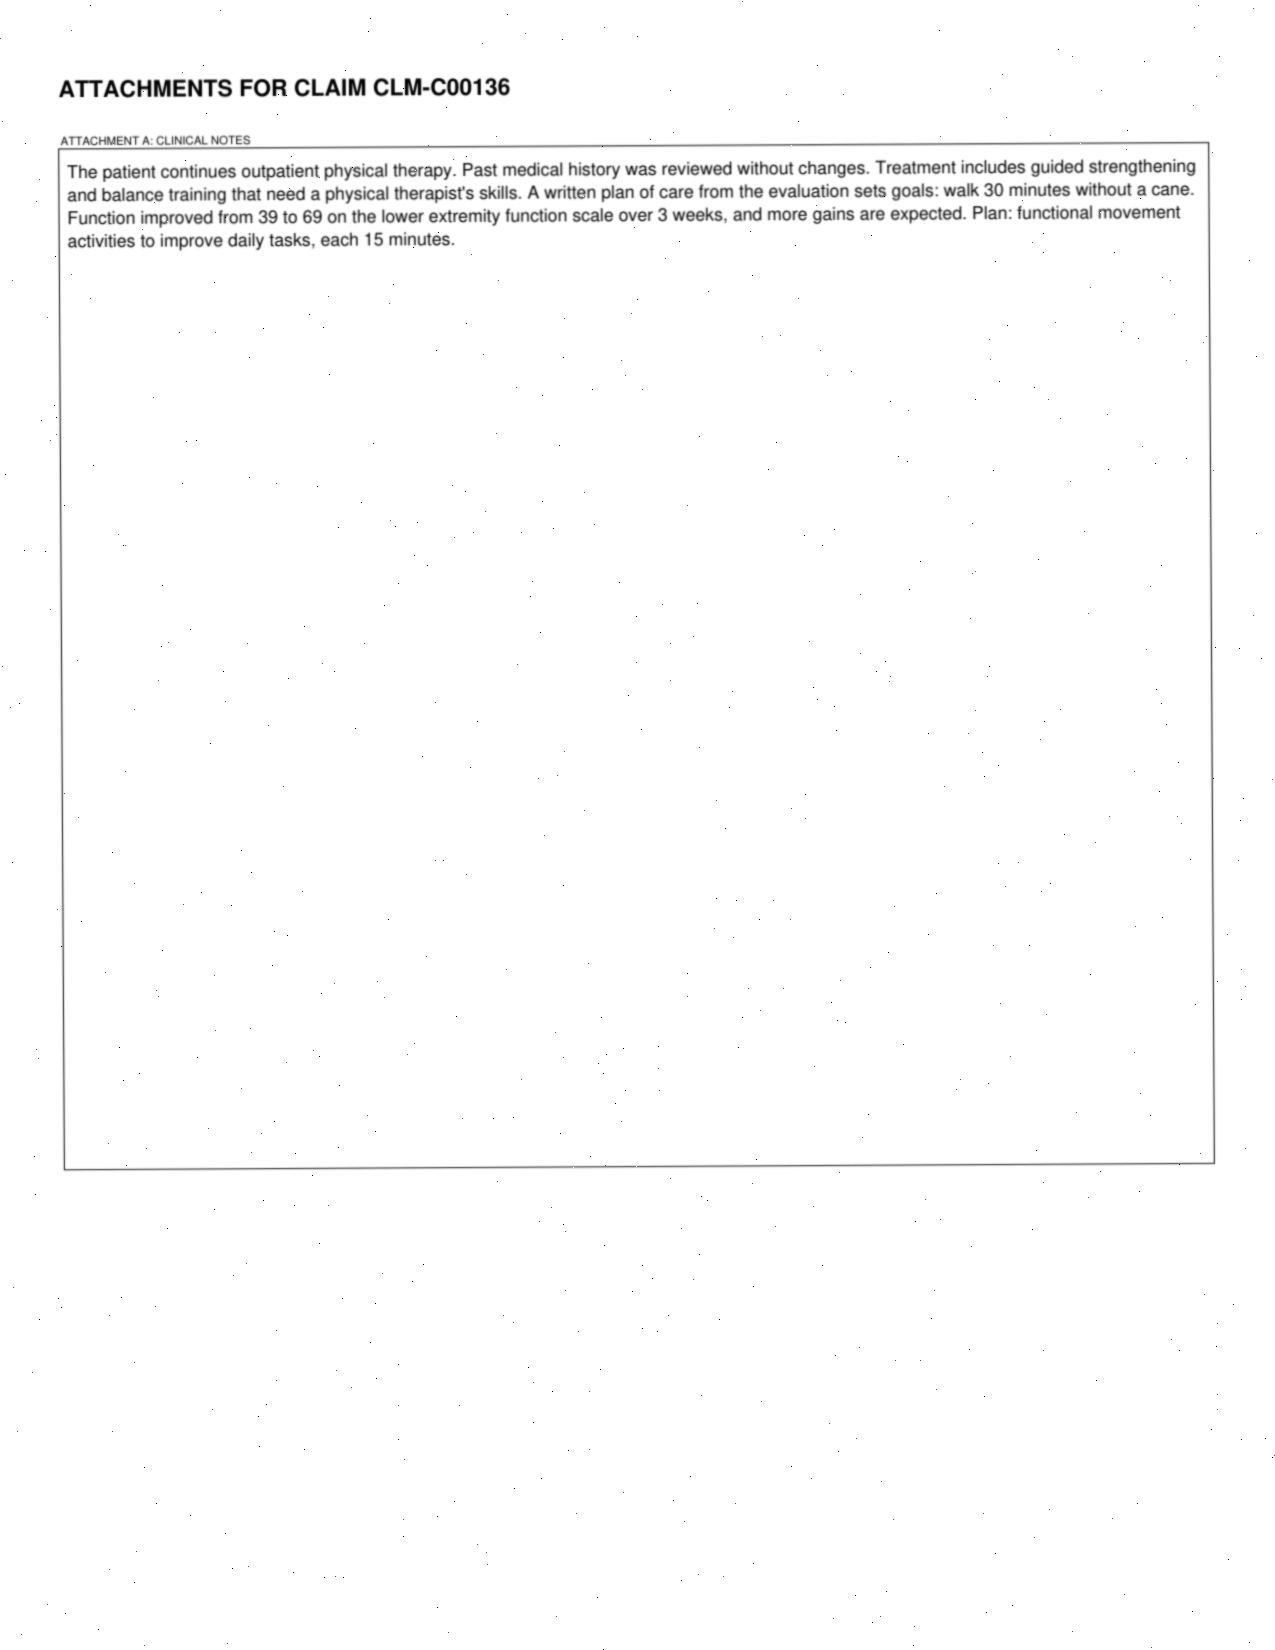 ATTACHMENTS FOR CLAIM CLM-C00136
ATTACHMENT A: CLINICAL NOTES
The patient continues outpatient physical therapy. Past medical history was reviewed without changes. Treatment includes guided strengthening
and balance training that need a physical therapist's skills. A written plan of care from the evaluation sets goals: walk 30 minutes without a cane.
Function improved from 39 to 69 on the lower extremity function scale over 3 weeks, and more gains are expected. Plan: functional movement
activities to improve daily tasks, each 15 minutes.